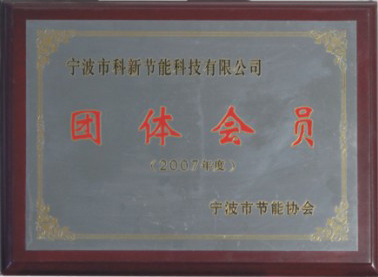 宁波市科新节能科技有限公司
团体会员
(2007年度)
宁波市节能协会